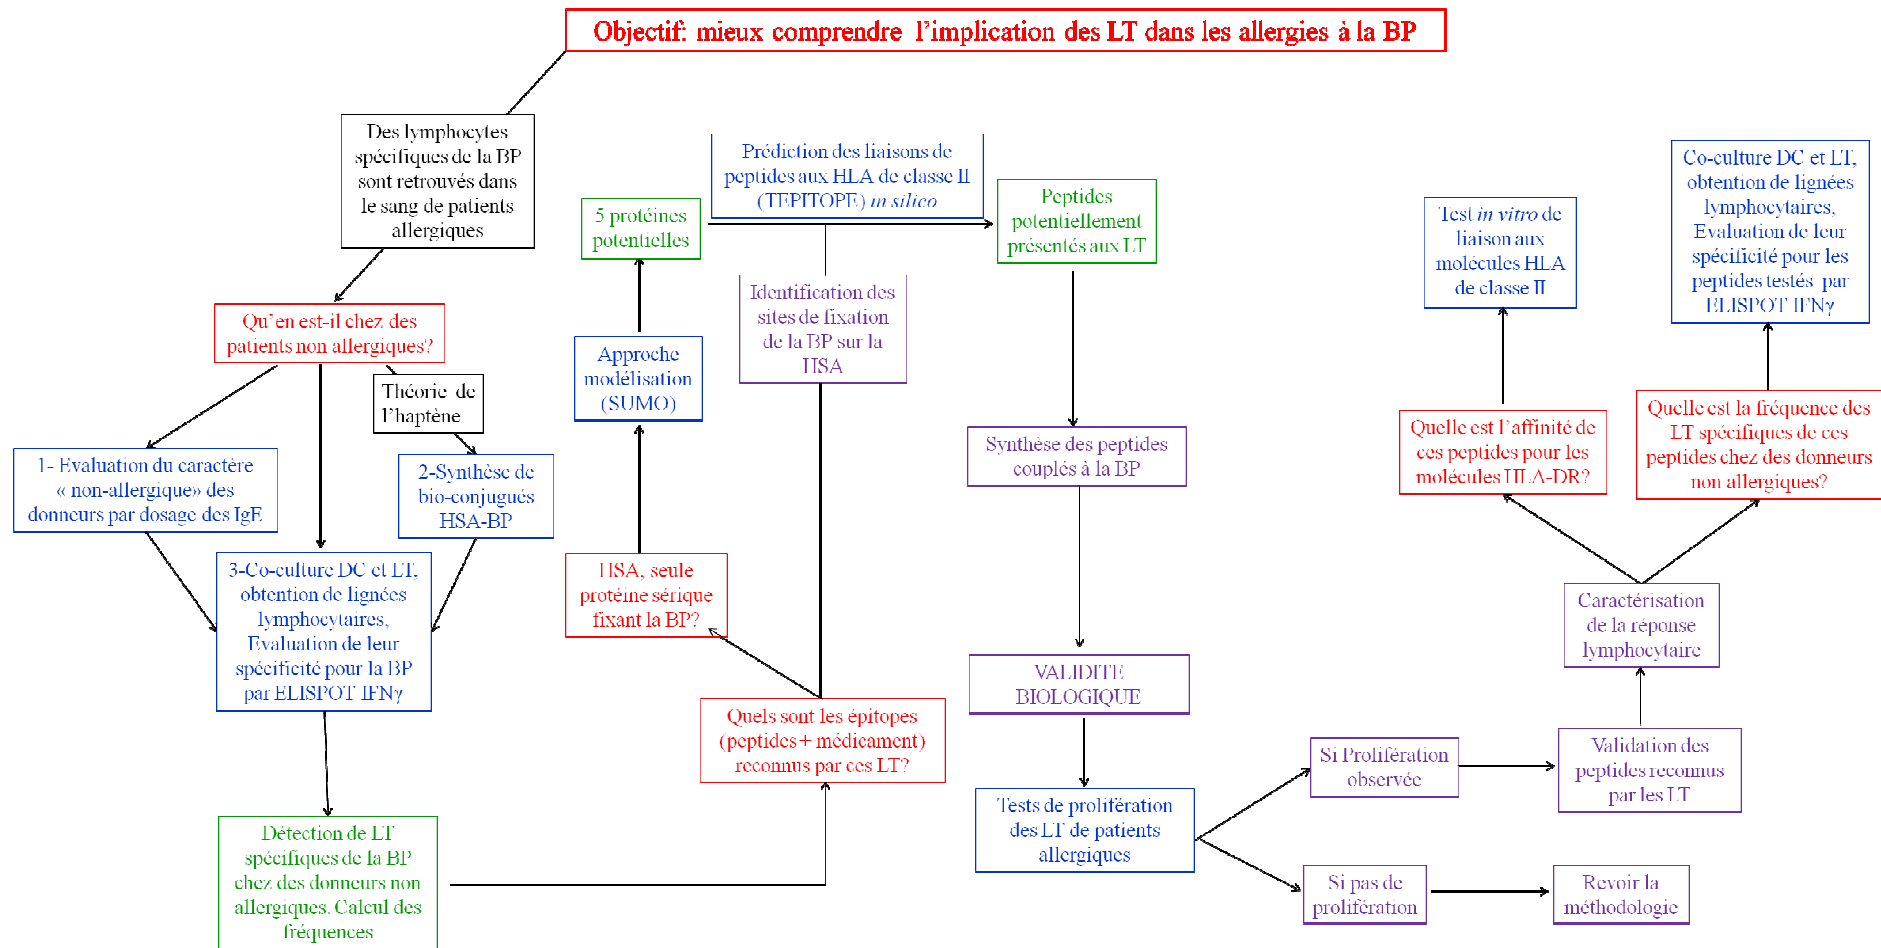 Objectif: mieux comprendre l'implication des LT dans les allergies à la BP
Des lymphocytes
spécifiques de la BP
sont retrouvés dans
le sang de patients
allergiques
Qu'en est-il chez des
patients non allergiques?
Théorie de
l'haptène
1- Evaluation du caractère
« non-allergique» des
donneurs par dosage des IgE
2-Synthèse de
bio-conjugués
HSA-BP
3-Co-culture DC et LT,
obtention de lignées
lymphocytaires,
Evaluation de leur
spécificité pour la BP
par ELISPOT IFNγ
Détection de LT
spécifiques de la BP
chez des donneurs non
allergiques. Calcul des
fréquences
Quels sont les épitopes
(peptides + médicament)
reconnus par ces LT?
HSA, seule
protéine sérique
fixant la BP?
Approche
modélisation
(SUMO)
5 protéines
potentielles
Prédiction des liaisons de
peptides aux HLA de classe II
(TEPITOPE) in silico
Identification des
sites de fixation
de la BP sur la
HSA
Peptides
potentiellement
présentés aux LT
Synthèse des peptides
couplés à la BP
VALIDITE
BIOLOGIQUE
Tests de prolifération
des LT de patients
allergiques
Si Prolifération
observée
Si pas de
prolifération
Revoir la
méthodologie
Validation des
peptides reconnus
par les LT
Caractérisation
de la réponse
lymphocytaire
Quelle est l'affinité de
ces peptides pour les
molécules HLA-DR?
Test in vitro de
liaison aux
molécules HLA
de classe II
Quelle est la fréquence des
LT spécifiques de ces
peptides chez des donneurs
non allergiques?
Co-culture DC et LT,
obtention de lignées
lymphocytaires,
Evaluation de leur
spécificité pour les
peptides testés par
ELISPOT IFNγ